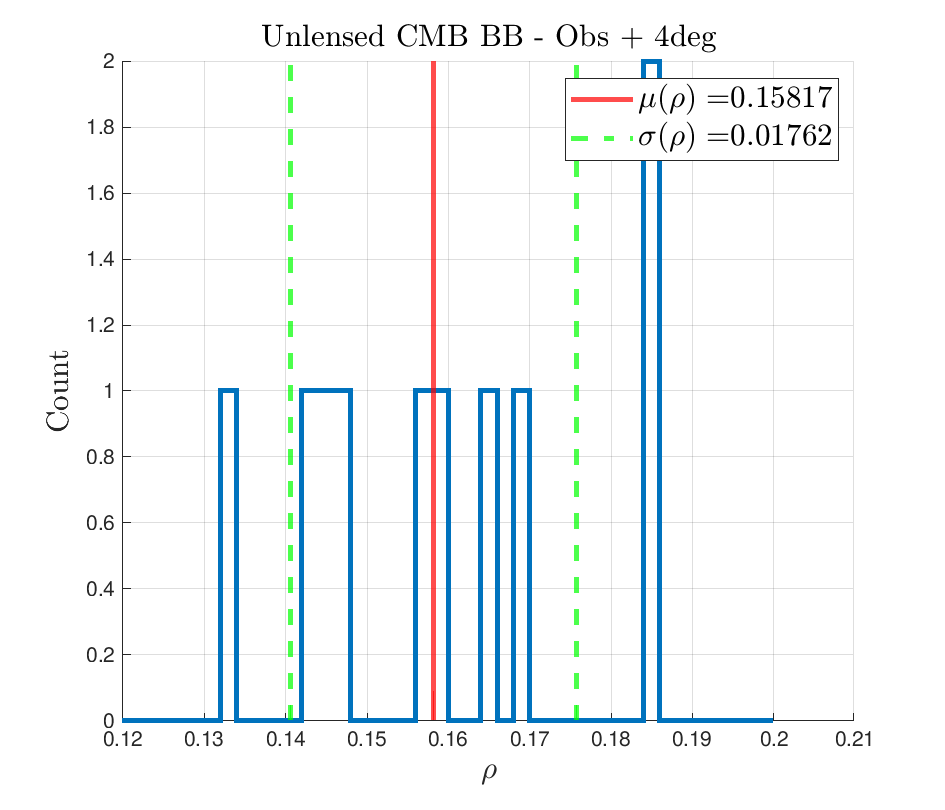 Unlensed CMB BB - Obs + 4deg
μ(ρ) =0.15817
σ(ρ) =0.01762
2
1.8
1.6
1.4
1.2
1
0.8
0.6
0.4
0.2
0
Count
0.12 0.13 0.14 0.15 0.16 0.17 0.18 0.19 0.2 0.21
ρ